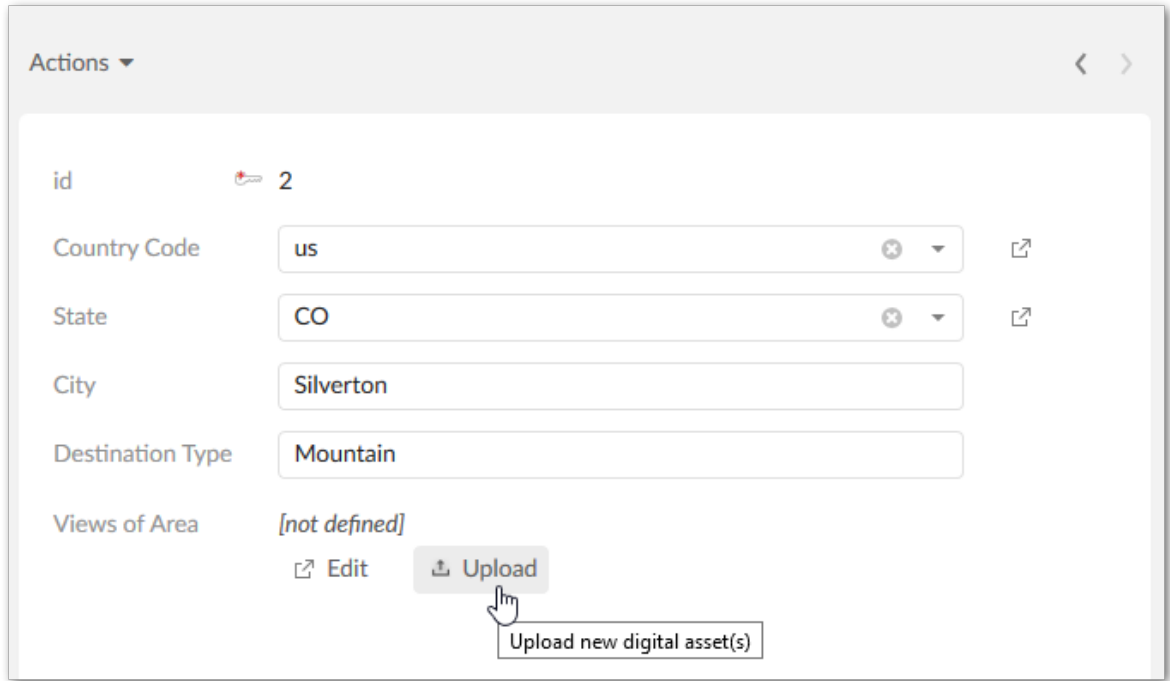 Actions
id 2
Country Code us
State CO
City Silverton
Destination Type Mountain
Views of Area [not defined]
Edit Upload
Upload new digital asset(s)